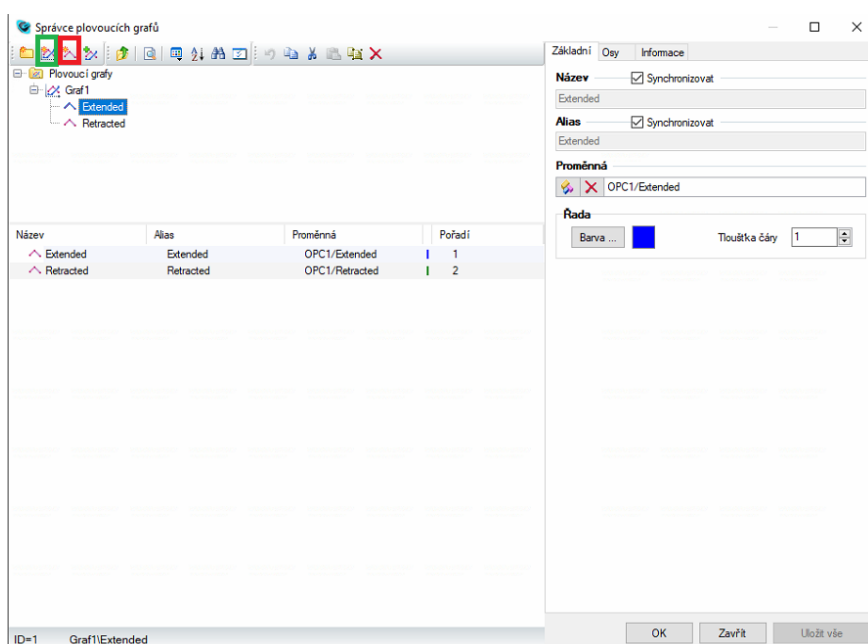 Správce plovoucích grafů
Plovoucí grafy
Graf1
Extended
Retracted
Název Alias Proměnná Pořadí
Extended Extended OPC1/Extended 1
Retracted Retracted OPC1/Retracted 2
ID=1 Graf1\Extended
Základní Osy Informace
Název Synchronizovat
Extended
Alias Synchronizovat
Extended
Proměnná
OPC1/Extended
Řada
Barva ... Tloušťka čáry 1
OK Zavřít Uložit vše